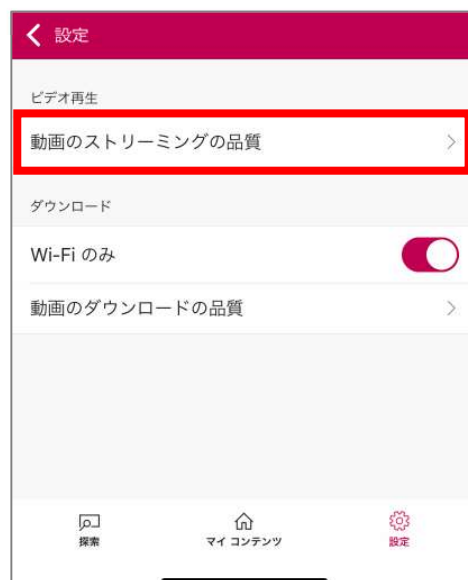 設定
ビデオ再生
動画のストリーミングの品質
ダウンロード
Wi-Fi のみ
動画のダウンロードの品質
探索
マイ コンテンツ
設定